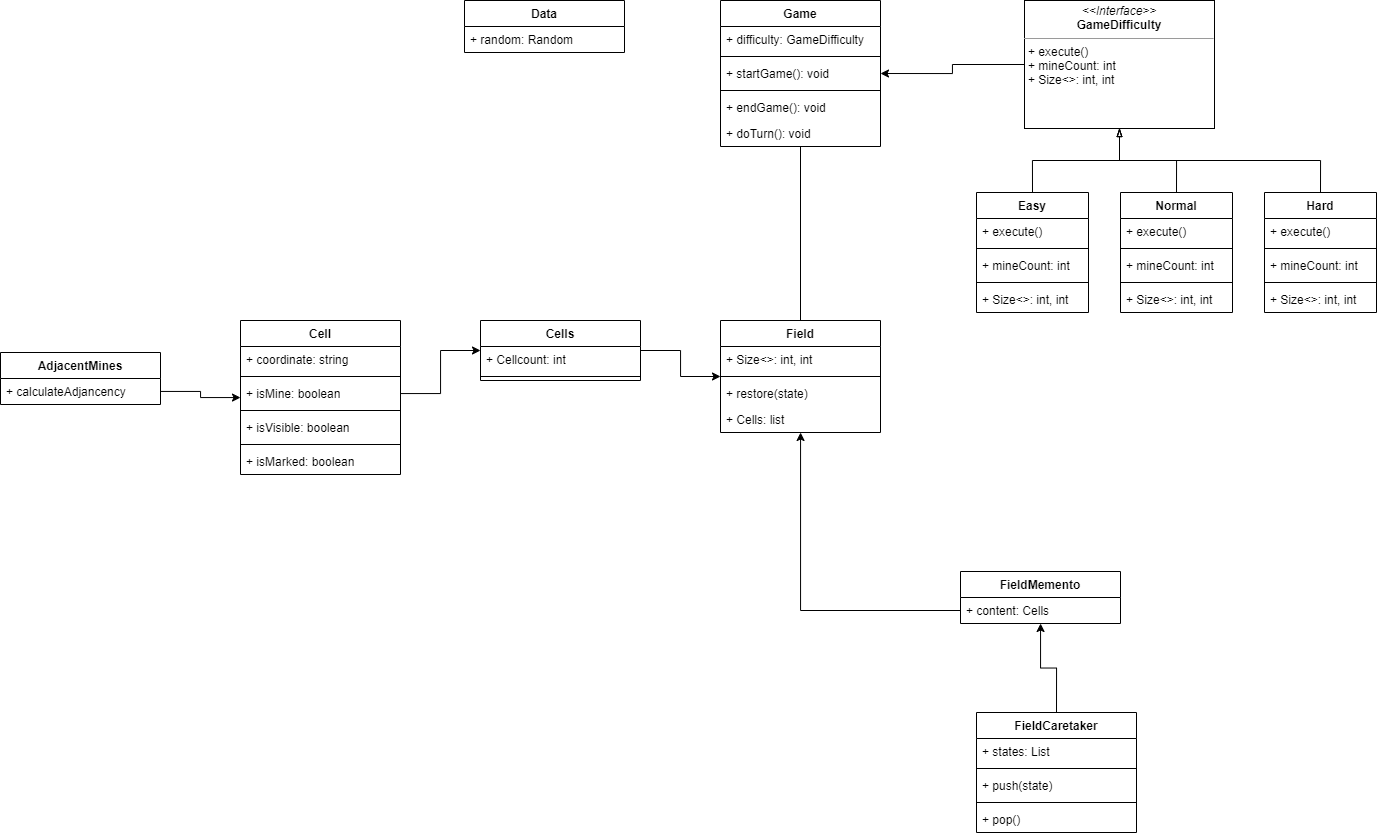 Data
+ random: Random
Game
+ difficulty: GameDifficulty
+ startGame(): void
+ endGame(): void
+ doTurn(): void
<<Interface>>
GameDifficulty
+ execute()
+ mineCount: int
+ Size<>: int, int
Easy
+ execute()
+ mineCount: int
+ Size<>: int, int
Normal
+ execute()
+ mineCount: int
+ Size<>: int, int
Hard
+ execute()
+ mineCount: int
+ Size<>: int, int
AdjacentMines
+ calculateAdjancency
Cell
+ coordinate: string
+ isMine: boolean
+ isVisible: boolean
+ isMarked: boolean
Cells
+ Cellcount: int
Field
+ Size<>: int, int
+ restore(state)
+ Cells: list
FieldMemento
+ content: Cells
FieldCaretaker
+ states: List
+ push(state)
+ pop()